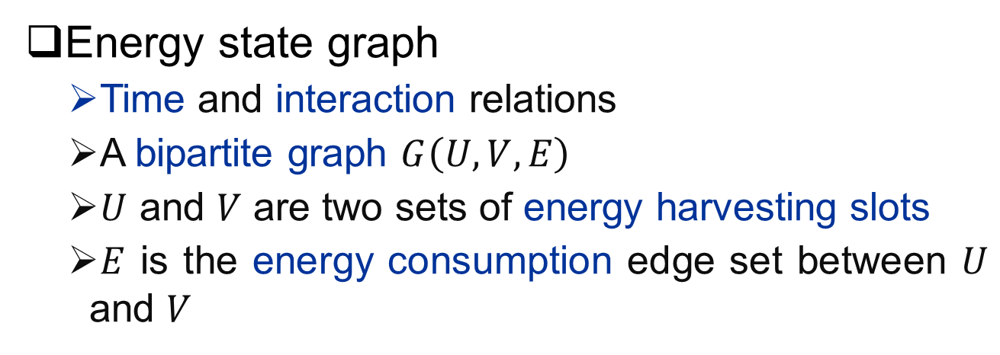 ❑Energy state graph
➢Time and interaction relations
➢A bipartite graph G(U,V,E)
➢U and V are two sets of energy harvesting slots
➢E is the energy consumption edge set between U
and V